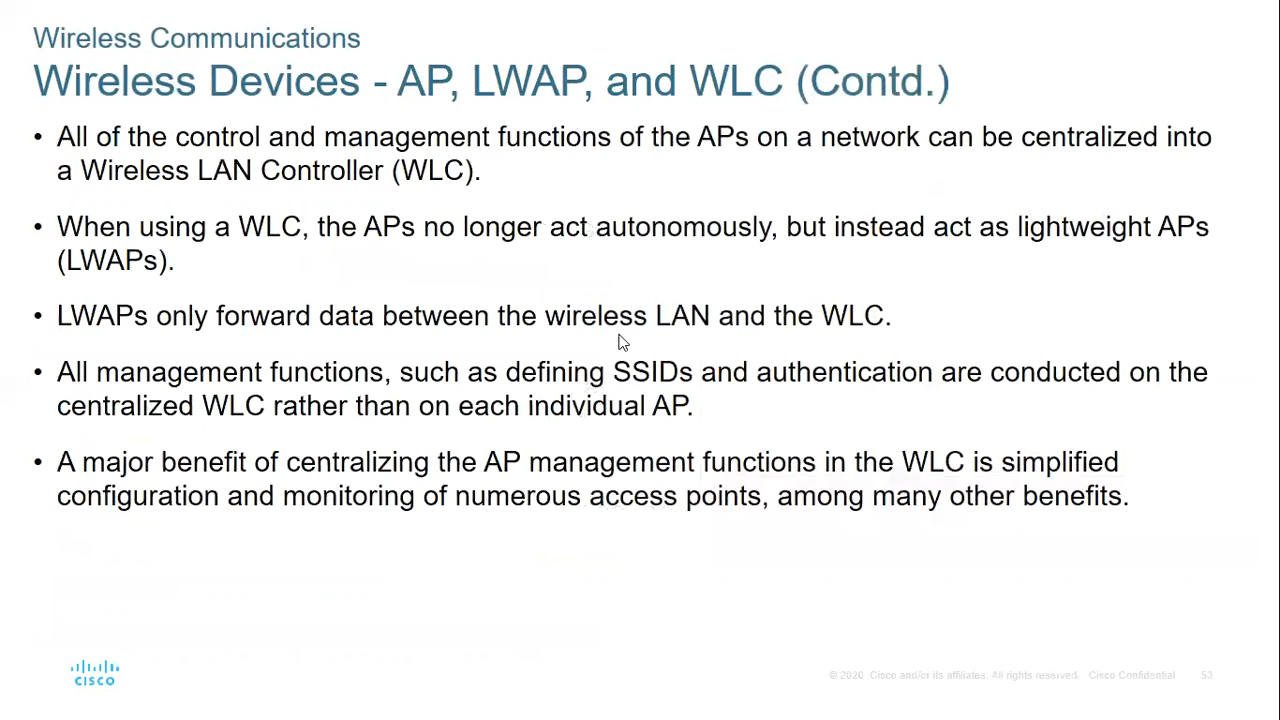 Wireless Communications
Wireless Devices - AP, LWAP, and WLC (Contd.)
• All of the control and management functions of the APs on a network can be centralized into
a Wireless LAN Controller (WLC).
• When using a WLC, the APs no longer act autonomously, but instead act as lightweight APs
(LWAPs).
• LWAPs only forward data between the wireless LAN and the WLC.
• All management functions, such as defining SSIDs and authentication are conducted on the
centralized WLC rather than on each individual AP.
• A major benefit of centralizing the AP management functions in the WLC is simplified
configuration and monitoring of numerous access points, among many other benefits.
CISCO
© 2020 Cisco and/or its affiliates. All rights reserved. Cisco Confidential 53